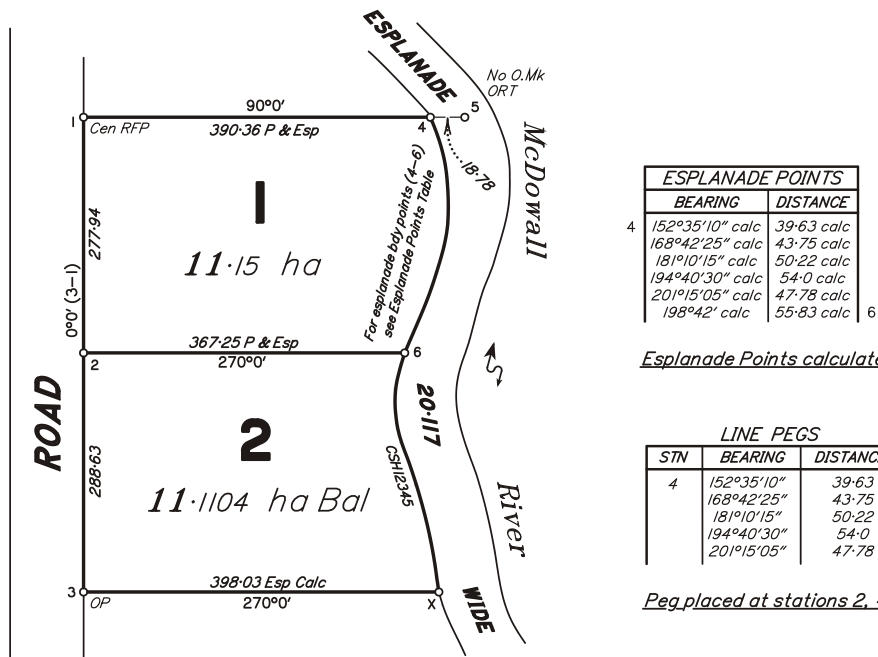 ESPLANADE
No O.Mk
ORT
90°0′
5
1
Cen RFP
390·36 P & Esp
4
A
18·78
McDowall
277·94
1
11·15 ha
For esplanade bdy points (4–6)
see Esplanade Points Table
0°0′ (3–1)
367·25 P & Esp
2
270°0′
6
ROAD
2
20·117
288·63
CSH12345
11·1104 ha Bal
River
398·03 Esp Calc
3
OP
270°0′
X
WIDE
ESPLANADE POINTS
BEARING DISTANCE
4 152°35′10″ calc 39·63 calc
168°42′25″ calc 43·75 calc
181°10′15″ calc 50·22 calc
194°40′30″ calc 54·0 calc
201°15′05″ calc 47·78 calc
198°42′ calc 55·83 calc 6
Esplanade Points calculate
LINE PEGS
STN BEARING DISTANC
4 152°35′10″ 39·63
168°42′25″ 43·75
181°10′15″ 50·22
194°40′30″ 54·0
201°15′05″ 47·78
Peg placed at stations 2,